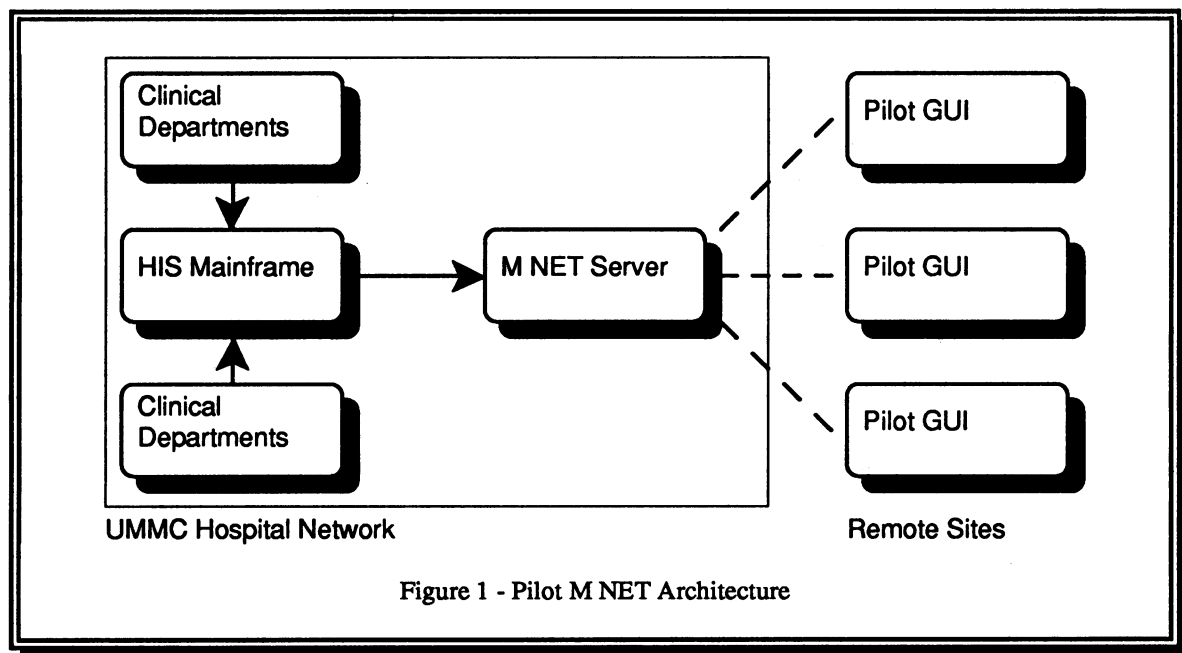 Clinical
Departments
Pilot GUI
HIS Mainframe
M NET Server
Pilot GUI
Clinical
Departments
Pilot GUI
UMMC Hospital Network
Remote Sites
Figure 1 - Pilot M NET Architecture